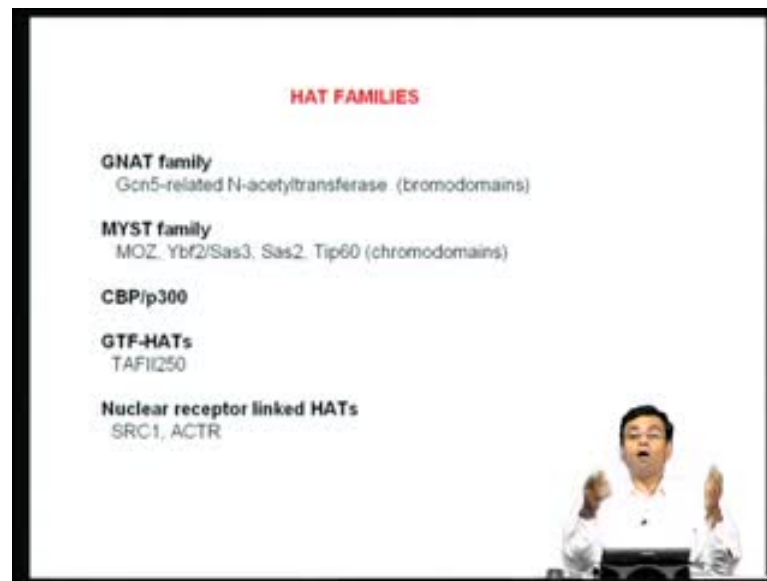 HAT FAMILIES
GNAT family
Gcn5-related N-acetyltransferase (bromodomains)
MYST family
MOZ, Ybf2/Sas3, Sas2, Tip60 (chromodomains)
CBP/p300
GTF-HATs
TAFII250
Nuclear receptor linked HATs
SRC1, ACTR